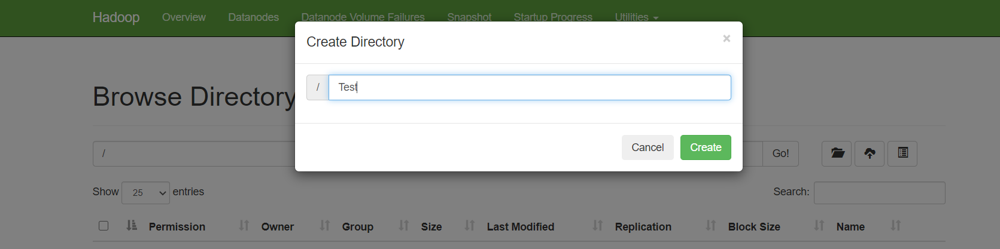 Hadoop Overview Datanodes Datanode Volume Failures Snapshot Startup Progress Utilities
Create Directory ×
/ Test
Cancel Create
Browse Directory
/ Go!
Show 25 entries Search:
Permission Owner Group Size Last Modified Replication Block Size Name